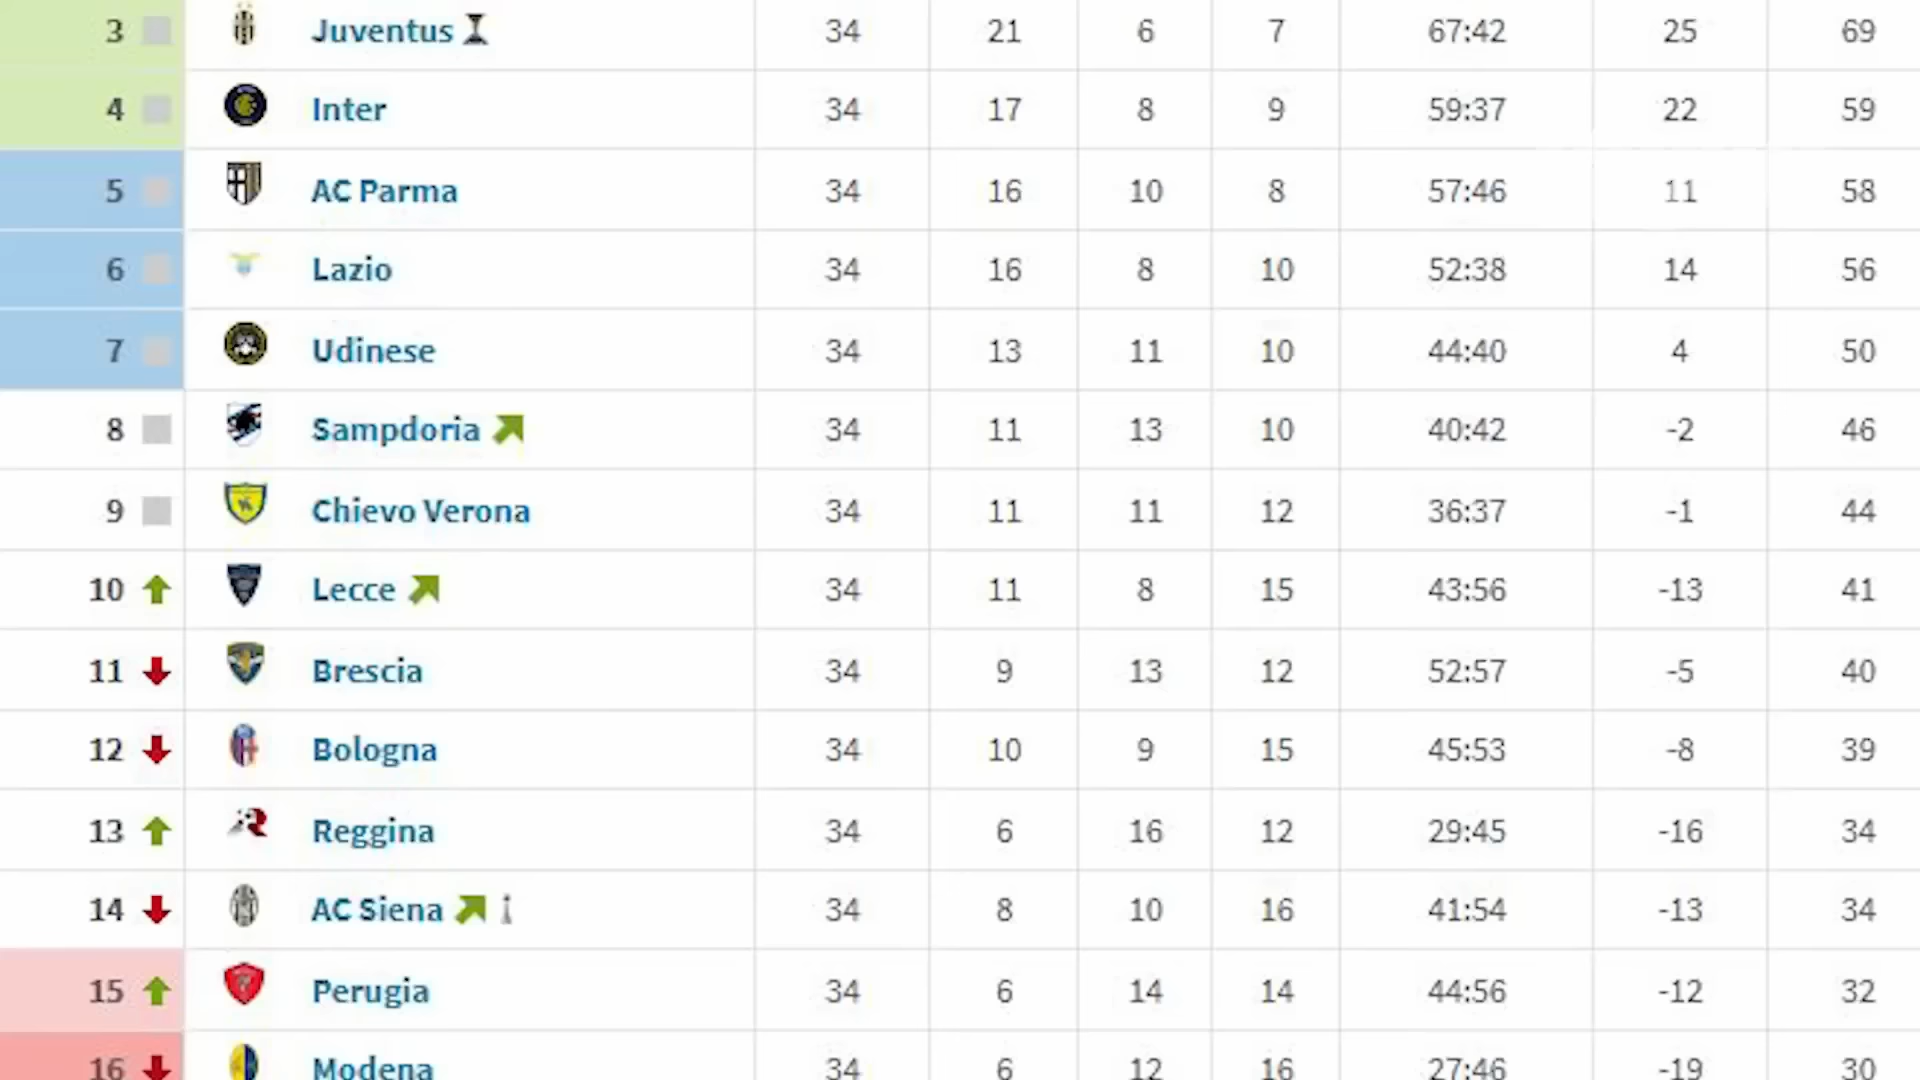 3 Juventus 34 21 6 7 67:42 25 69
4 Inter 34 17 8 9 59:37 22 59
5 AC Parma 34 16 10 8 57:46 11 58
6 Lazio 34 16 8 10 52:38 14 56
7 Udinese 34 13 11 10 44:40 4 50
8 Sampdoria 34 11 13 10 40:42 -2 46
9 Chievo Verona 34 11 11 12 36:37 -1 44
10 Lecce 34 11 8 15 43:56 -13 41
11 Brescia 34 9 13 12 52:57 -5 40
12 Bologna 34 10 9 15 45:53 -8 39
13 Reggina 34 6 16 12 29:45 -16 34
14 AC Siena 34 8 10 16 41:54 -13 34
15 Perugia 34 6 14 14 44:56 -12 32
16 Modena 34 6 12 16 27:46 -19 30